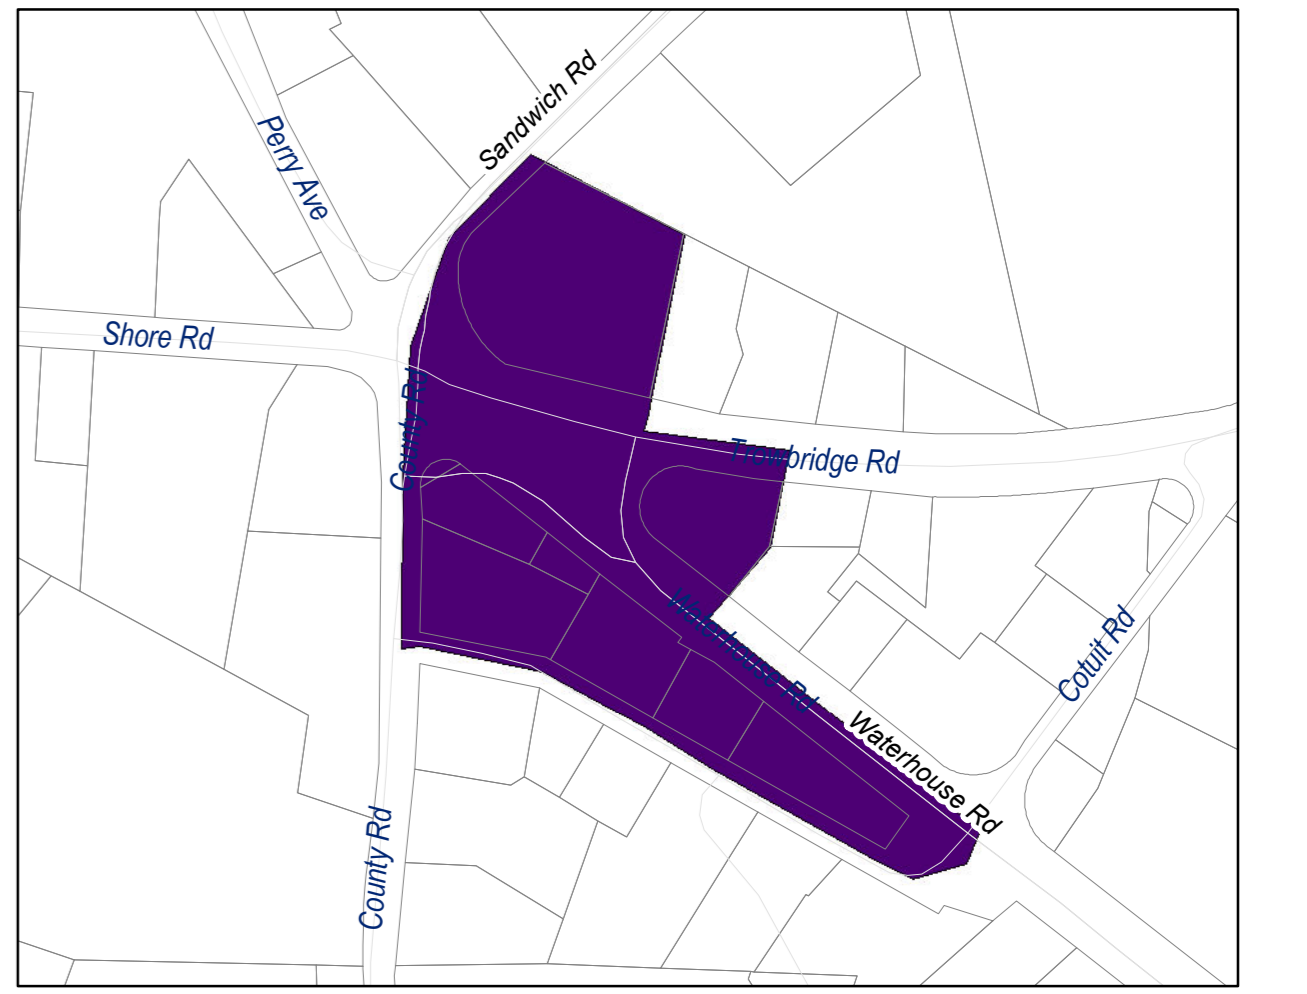 Sandwich Rd
Perry Ave
Shore Rd
County Rd
Trowbridge Rd
Waterhouse Rd
Cotuit Rd
Waterhouse Rd
County Rd